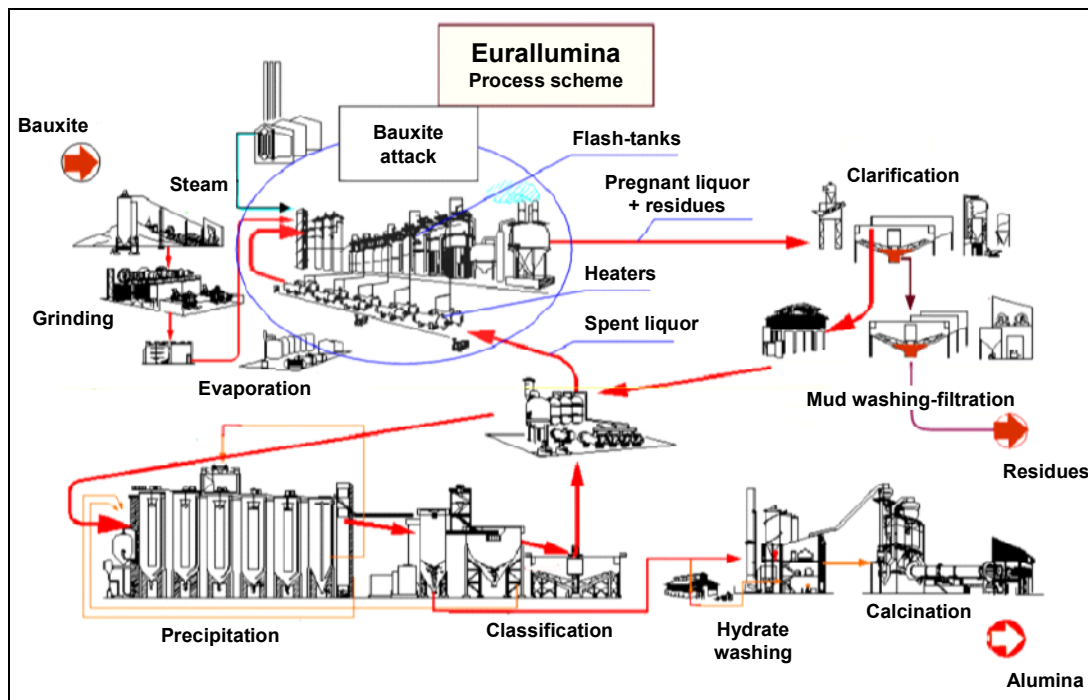 Eurallumina
Process scheme
Bauxite
Bauxite
attack
Flash-tanks
Steam
Pregnant liquor
+ residues
Clarification
Heaters
Grinding
Spent liquor
Evaporation
Mud washing-filtration
Residues
Precipitation
Classification
Hydrate
washing
Calcination
Alumina